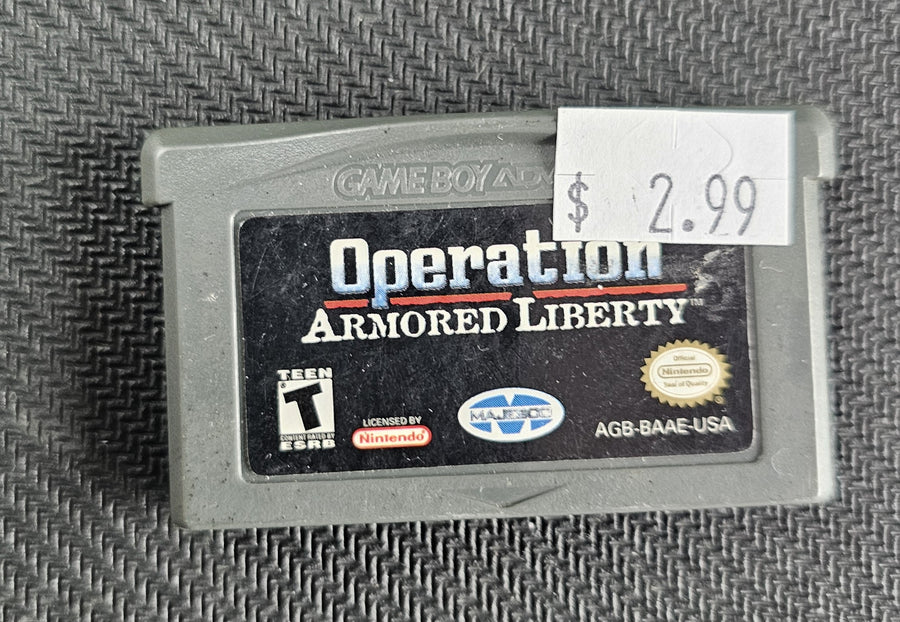 GAME BOY ADV
$ 2.99
Operation
ARMORED LIBERTY™
TEEN
T
CONTENT RATED BY
ESRB
LICENSED BY
Nintendo
MAJESCO
Official
Nintendo
Seal of Quality
AGB-BAAE-USA